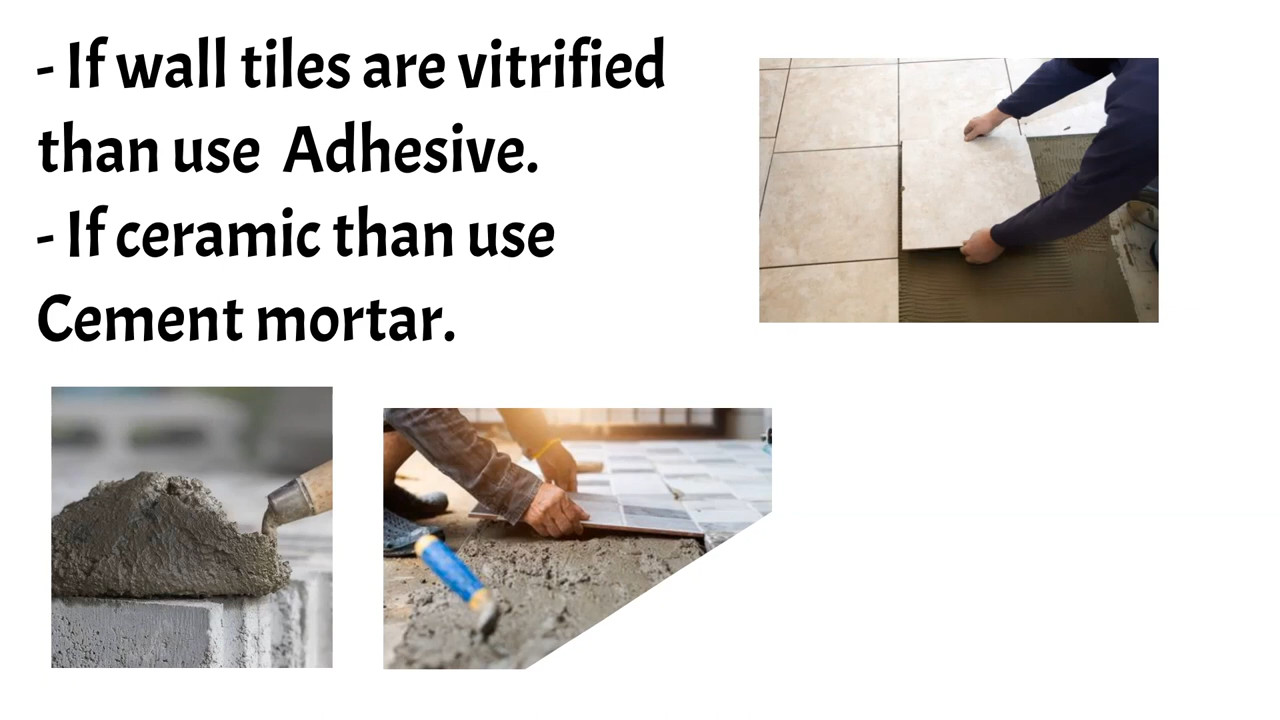 - If wall tiles are vitrified
than use  Adhesive.
- If ceramic than use
Cement mortar.